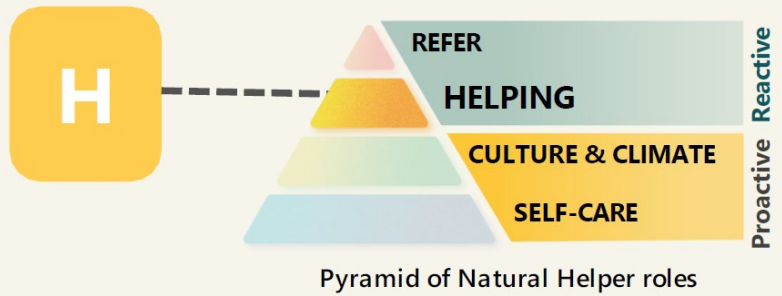 H
REFER
HELPING
CULTURE & CLIMATE
SELF-CARE
Reactive
Proactive
Pyramid of Natural Helper roles